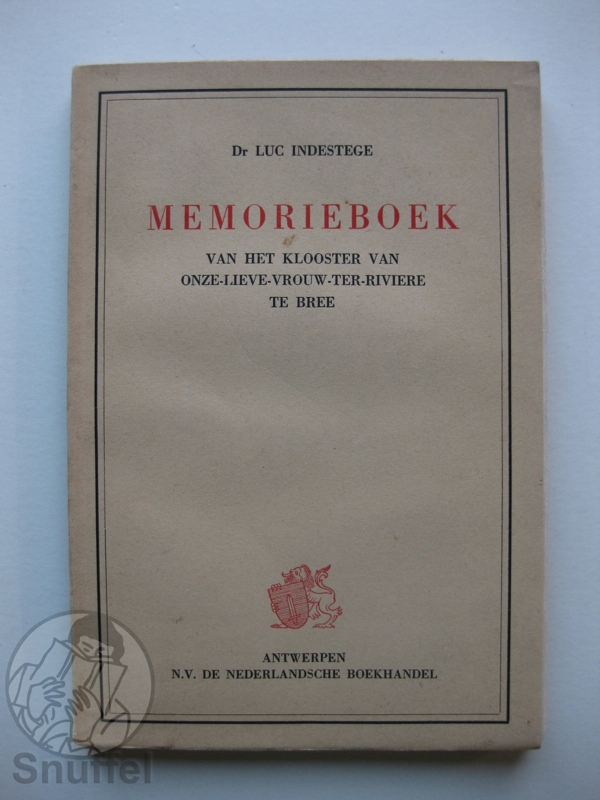 Dr LUC INDESTEGE
MEMORIEBOEK
VAN HET KLOOSTER VAN
ONZE-LIEVE-VROUW-TER-RIVIERE
TE BREE
ANTWERPEN
N.V. DE NEDERLANDSCHE BOEKHANDEL
Snuffel